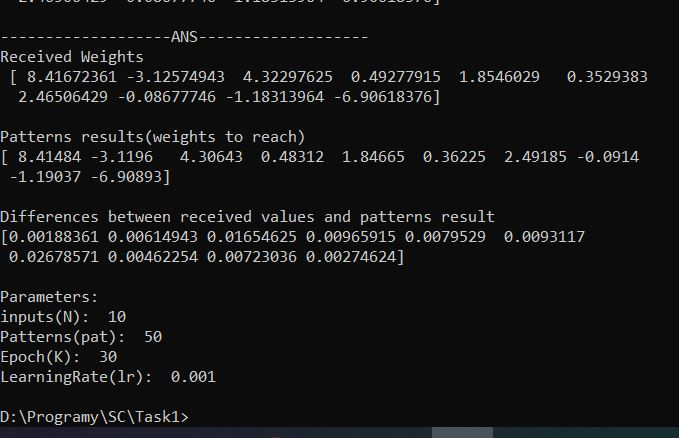 -------------------ANS-------------------
Received Weights
 [ 8.41672361 -3.12574943  4.32297625  0.49277915  1.8546029   0.3529383
  2.46506429 -0.08677746 -1.18313964 -6.90618376]
Patterns results(weights to reach)
[ 8.41484 -3.1196   4.30643  0.48312  1.84665  0.36225  2.49185 -0.0914
 -1.19037 -6.90893]
Differences between received values and patterns result
[0.00188361 0.00614943 0.01654625 0.00965915 0.0079529  0.0093117
 0.02678571 0.00462254 0.00723036 0.00274624]
Parameters:
inputs(N):  10
Patterns(pat):  50
Epoch(K):  30
LearningRate(lr):  0.001
D:\Programy\SC\Task1>